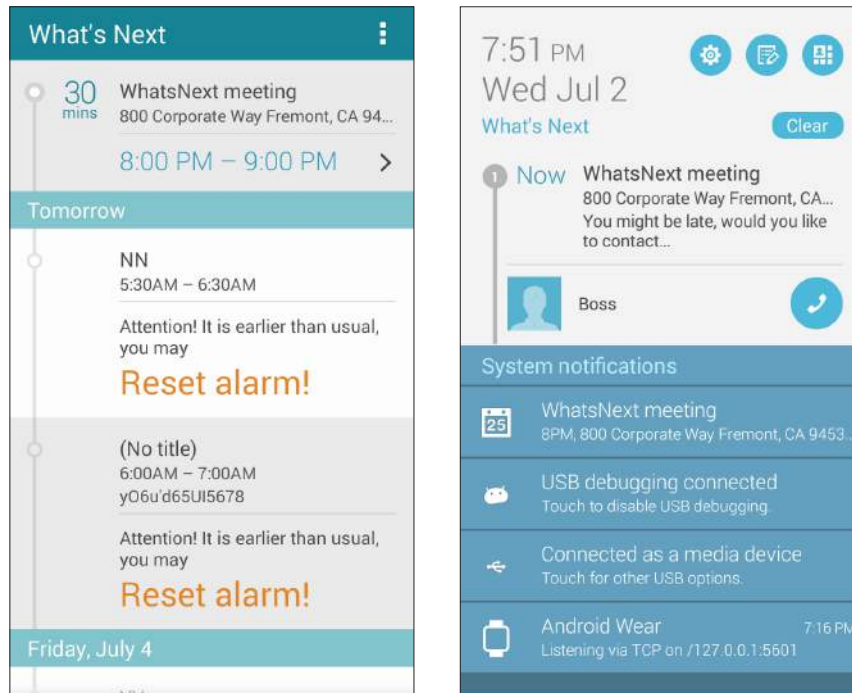 What's Next
30
mins
WhatsNext meeting
800 Corporate Way Fremont, CA 94...
8:00 PM – 9:00 PM
Tomorrow
NN
5:30AM – 6:30AM
Attention! It is earlier than usual,
you may
Reset alarm!
(No title)
6:00AM – 7:00AM
yO6u'd65UI5678
Attention! It is earlier than usual,
you may
Reset alarm!
Friday, July 4
7:51 PM
Wed Jul 2
What's Next
Clear
1
Now
WhatsNext meeting
800 Corporate Way Fremont, CA...
You might be late, would you like
to contact...
Boss
System notifications
25
WhatsNext meeting
8PM, 800 Corporate Way Fremont, CA 9453...
USB debugging connected
Touch to disable USB debugging.
Connected as a media device
Touch for other USB options.
Android Wear
7:16 PM
Listening via TCP on /127.0.0.1:5601